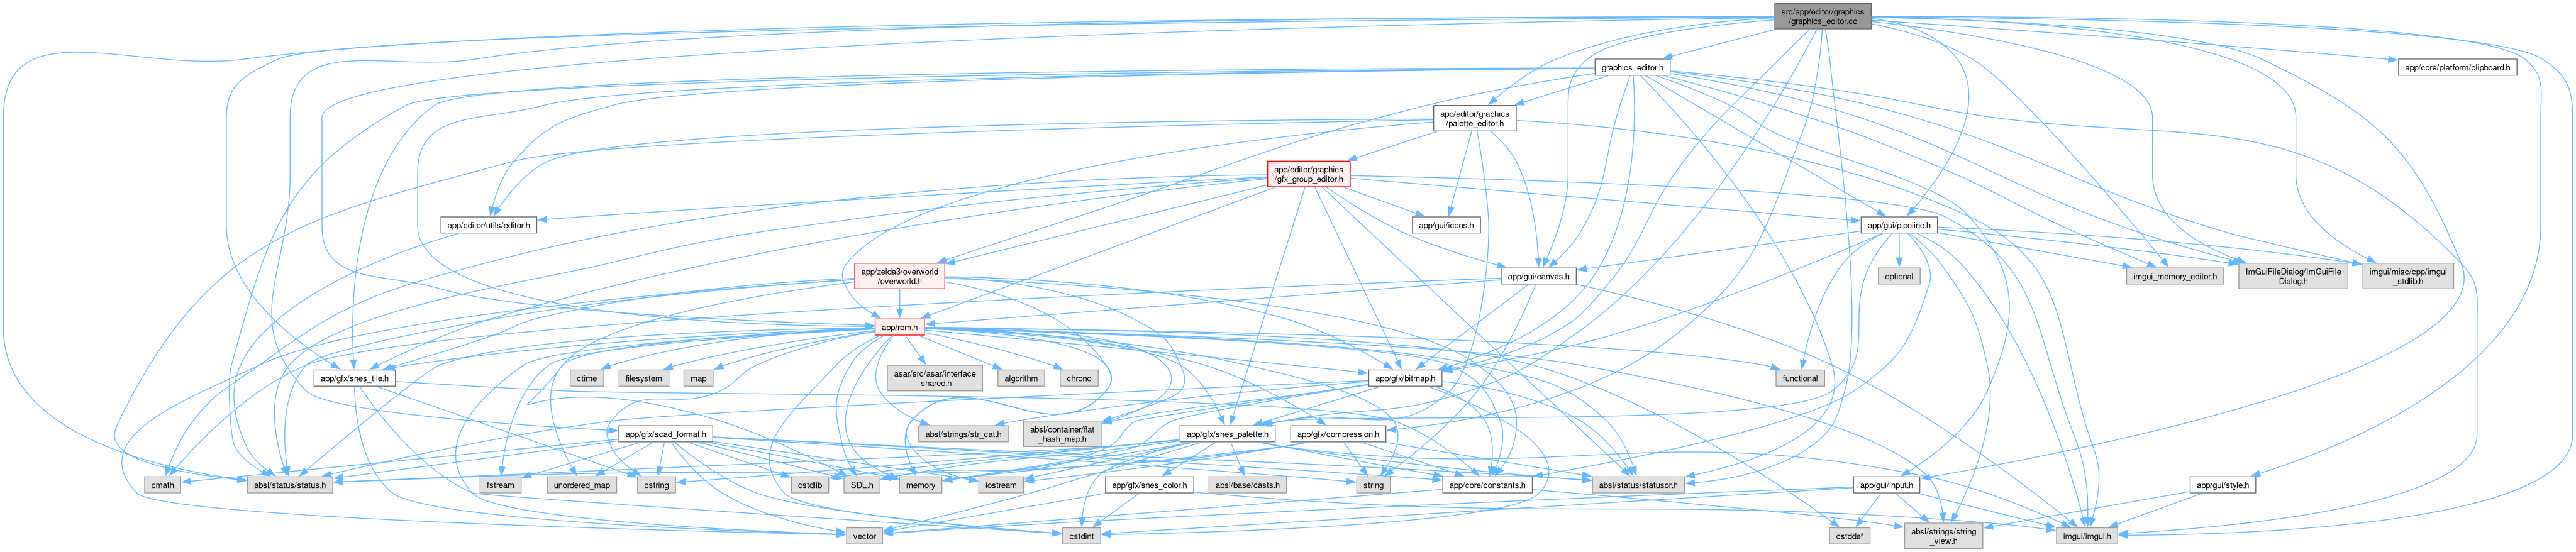 src/app/editor/graphics
/graphics_editor.cc
graphics_editor.h
app/core/platform/clipboard.h
app/editor/graphics
/palette_editor.h
app/editor/graphics
/gfx_group_editor.h
app/editor/utils/editor.h
app/gui/icons.h
app/gui/pipeline.h
app/zelda3/overworld
/overworld.h
app/gui/canvas.h
optional
imgui_memory_editor.h
ImGuiFileDialog/ImGuiFile
Dialog.h
imgui/misc/cpp/imgui
_stdlib.h
app/rom.h
app/gfx/snes_tile.h
ctime
filesystem
map
asar/src/asar/interface
-shared.h
algorithm
chrono
app/gfx/bitmap.h
functional
app/gfx/scad_format.h
absl/strings/str_cat.h
absl/container/flat
_hash_map.h
app/gfx/snes_palette.h
app/gfx/compression.h
cmath
absl/status/status.h
fstream
unordered_map
cstring
cstdlib
SDL.h
memory
iostream
app/gfx/snes_color.h
absl/base/casts.h
string
app/core/constants.h
absl/status/statusor.h
app/gui/input.h
app/gui/style.h
vector
cstdint
cstddef
absl/strings/string
_view.h
imgui/imgui.h